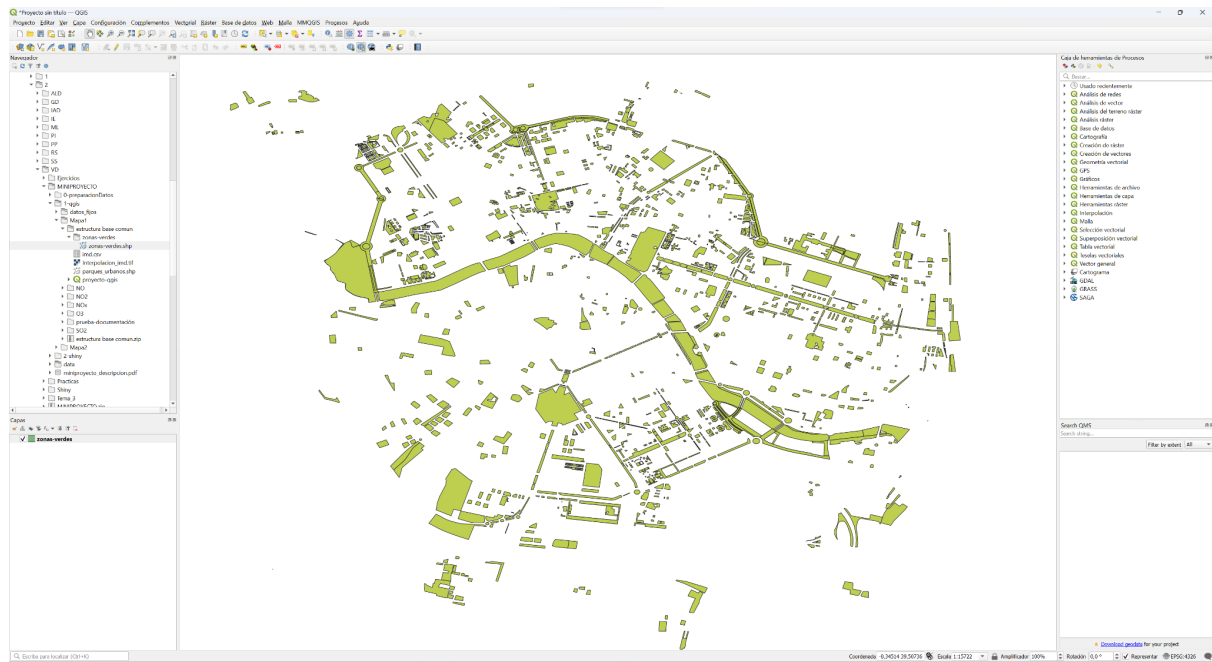 *Proyecto sin título — QGIS
Proyecto Editar Ver Capa Configuración Complementos Vectorial Ráster Base de datos Web Malla MMQGIS Procesos Ayuda
Navegador
1
2
ALD
GD
IAD
IL
ML
PI
PP
RS
SS
VD
Ejercicios
MINIPROYECTO
0-preparacionDatos
1-qgis
datos_fijos
Mapa1
estructura base comun
zonas-verdes
zonas-verdes.shp
imd.csv
Interpolacion_imd.tif
parques_urbanos.shp
proyecto-qgis
NO
NO2
NOx
O3
prueba-documentación
SO2
estructura base comun.zip
Mapa2
2-shiny
data
miniproyecto_descripcion.pdf
Practicas
Shiny
Tema_3
MINIPROYECTO.zip
Capas
zonas-verdes
Caja de herramientas de Procesos
Buscar...
Usado recientemente
Análisis de redes
Análisis de vector
Análisis del terreno ráster
Análisis ráster
Base de datos
Cartografía
Creación de ráster
Creación de vectores
Geometría vectorial
GPS
Gráficos
Herramientas de archivo
Herramientas de capa
Herramientas ráster
Interpolación
Malla
Selección vectorial
Superposición vectorial
Tabla vectorial
Teselas vectoriales
Vector general
Cartograma
GDAL
GRASS
SAGA
Search QMS
Search string...
Filter by extent All
Download geodata for your project
Escribe para localizar (Ctrl+K)
Coordenada -0,34514 39,50736 Escala 1:15722 Amplificador 100% Rotación 0,0 ° Representar EPSG:4326